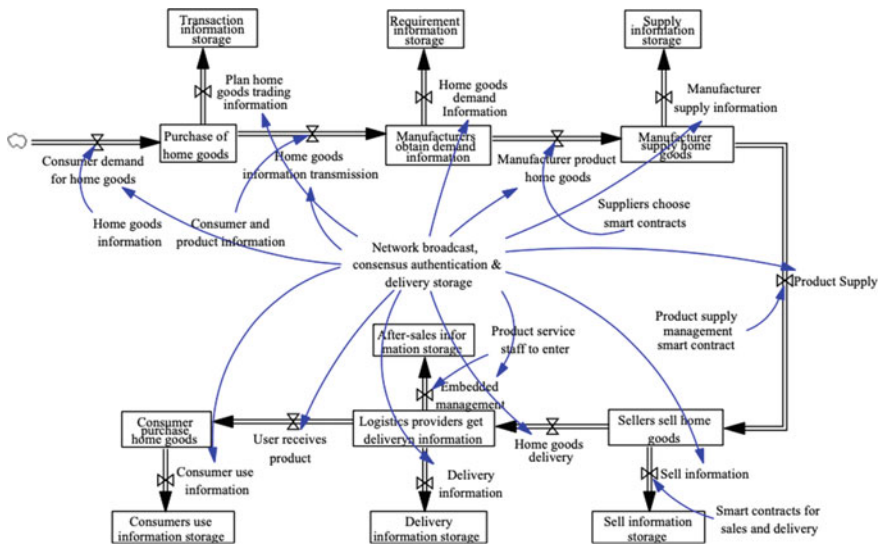 Transaction
information
storage
Requirement
information
storage
Supply
information
storage
Plan home
goods trading
information
Home goods
demand
Information
Manufacturer
supply information
Purchase of
home goods
Manufacturers
obtain demand
information
Manufacturer
supply home
goods
Consumer demand
for home goods
Home goods
information transmission
Manufacturer product
home goods
Home goods
information
Consumer and
product information
Suppliers choose
smart contracts
Network broadcast,
consensus authentication &
delivery storage
Product Supply
Product supply
management
smart contract
After-sales infor
mation storage
Product service
staff to enter
Embedded
management
Consumer
purchase
home goods
User receives
product
Logistics providers get
deliveryn information
Home goods
delivery
Sellers sell home
goods
Consumer use
information
Delivery
information
Sell information
Smart contracts for
sales and delivery
Consumers use
information storage
Delivery
information storage
Sell information storage